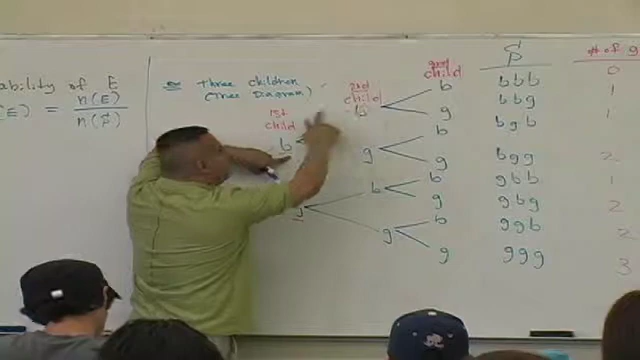 ability of E
(E) = n(E)
n(S)
Three children
(Tree Diagram)
1st
child
b
g
child
b
g
b
g
3rd
child
b
g
b
g
b
g
b
g
S
bbb
bbg
bgb
bgg
gbb
gbg
ggb
ggg
# of g
0
1
1
2
1
2
2
3